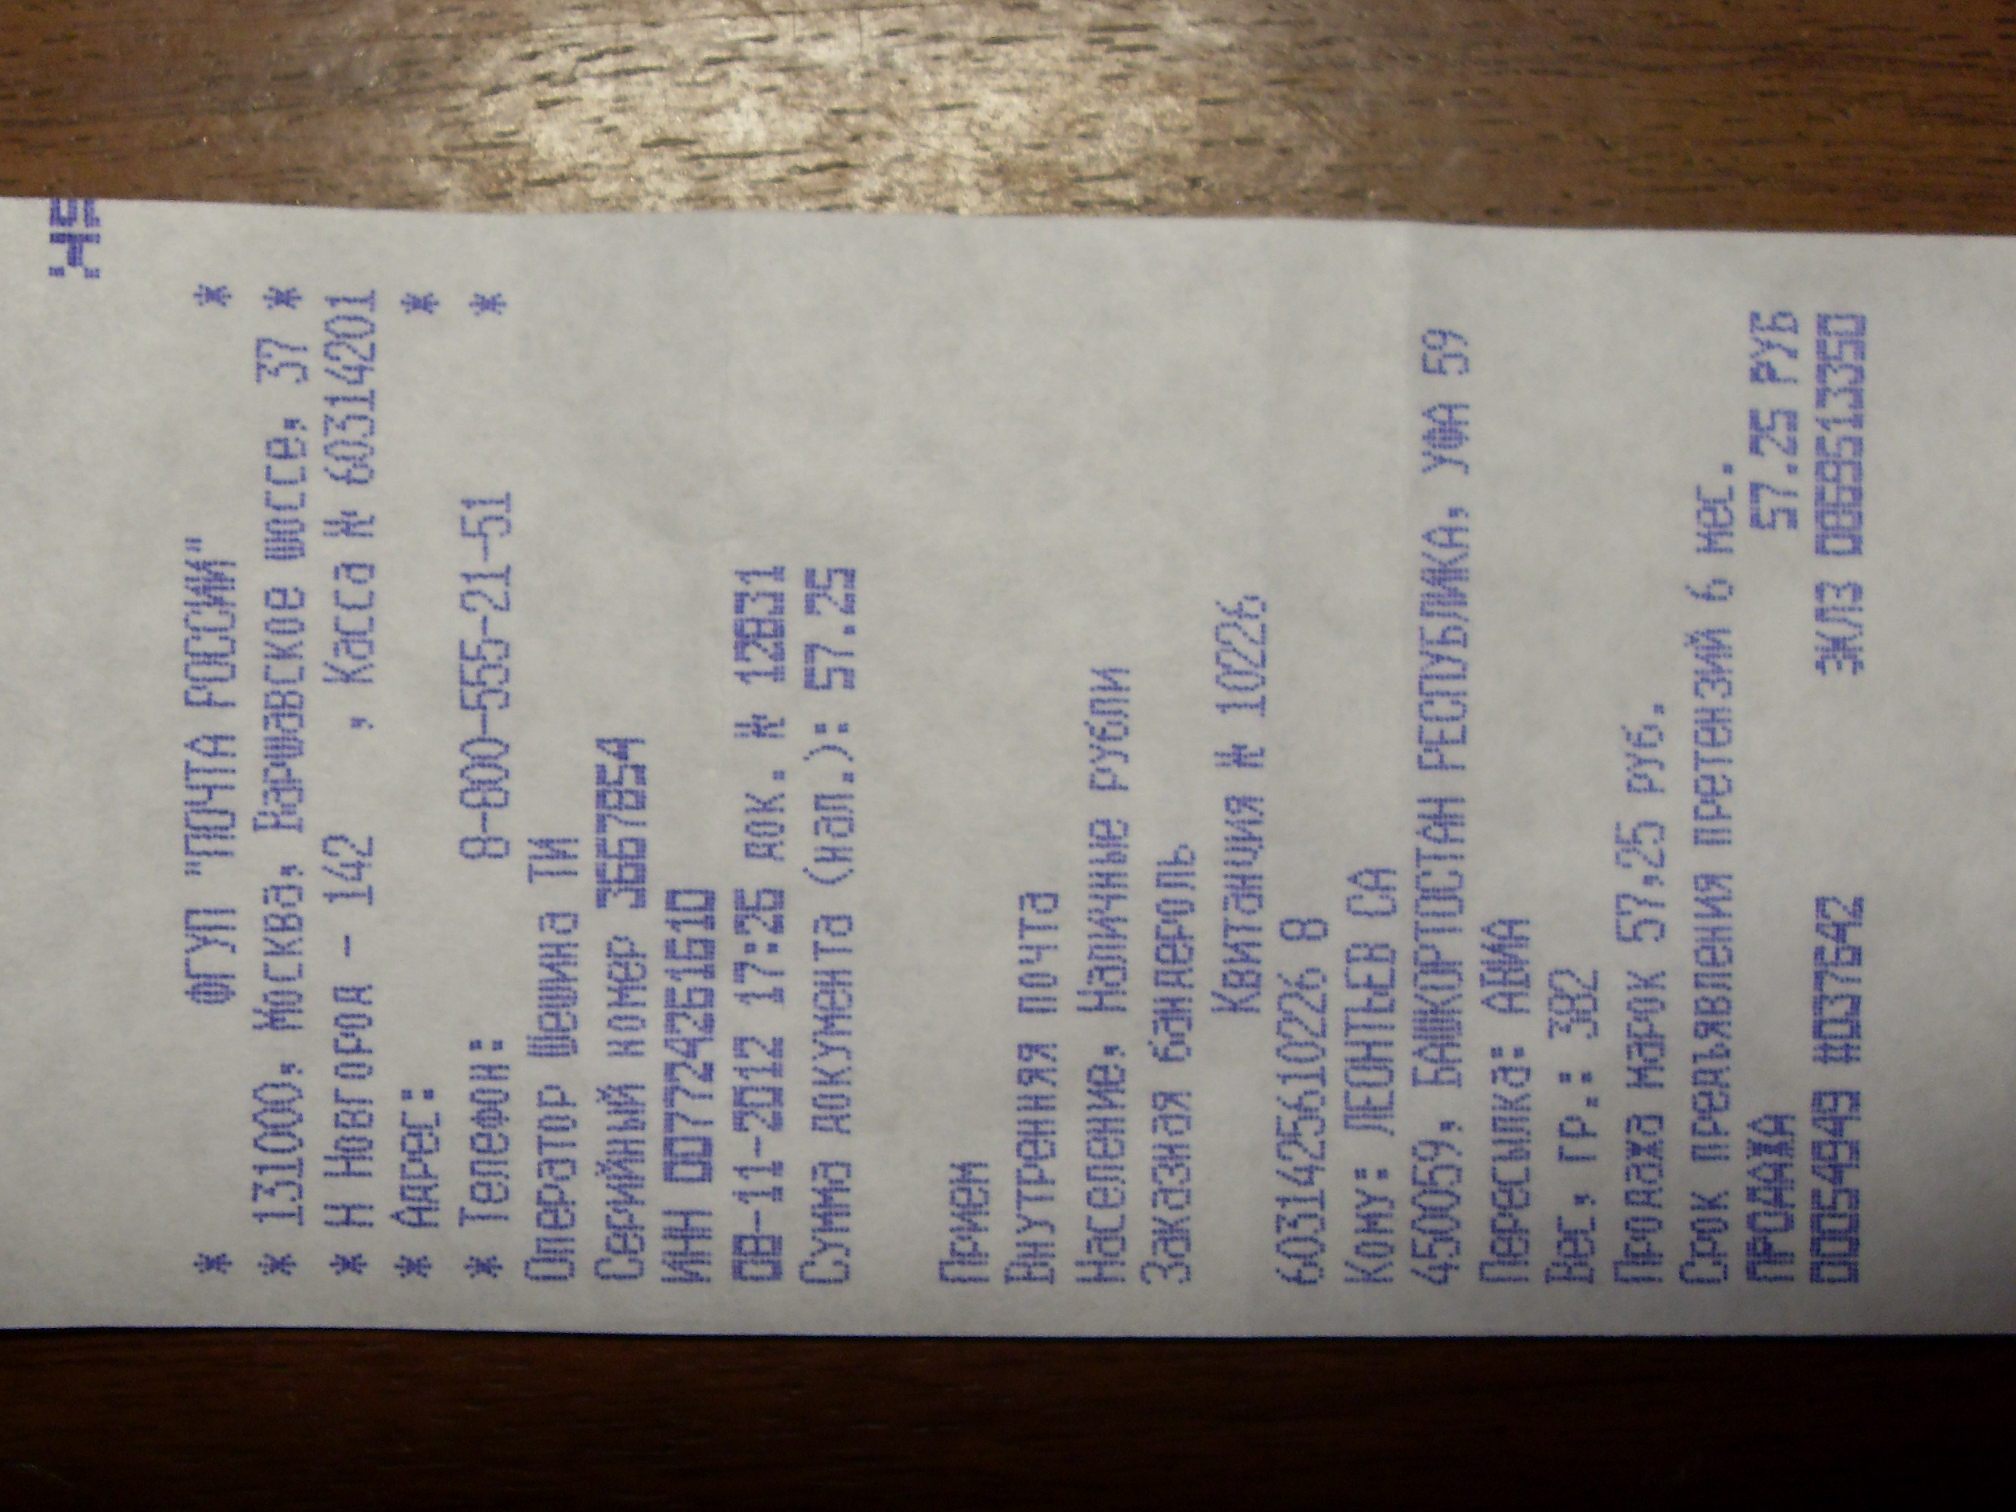 * ФГУП "ПОЧТА РОССИИ" *
* 131000, Москва, Варшавское шоссе, 37 *
* Н Новгород - 142 , Касса № 60314201
* Адрес: *
* Телефон: 8-800-555-21-51 *
Оператор Шешина ТИ
Серийный номер 3667854
ИНН 007724261610
08-11-2012 17:26 док. № 12831
Сумма документа (нал.): 57.25
Прием
Внутренняя почта
Население, Наличные рубли
Заказная бандероль
Квитанция № 10226
6031425610226 8
Кому: ЛЕОНТЬЕВ СА
450059, БАШКОРТОСТАН РЕСПУБЛИКА, УФА 59
Пересылка: АВИА
Вес, гр.: 382
Продажа марок 57,25 руб.
Срок предъявления претензий 6 мес.
ПРОДАЖА 57.25 РУБ
0054949 #037642 ЭКЛЗ 0869513350